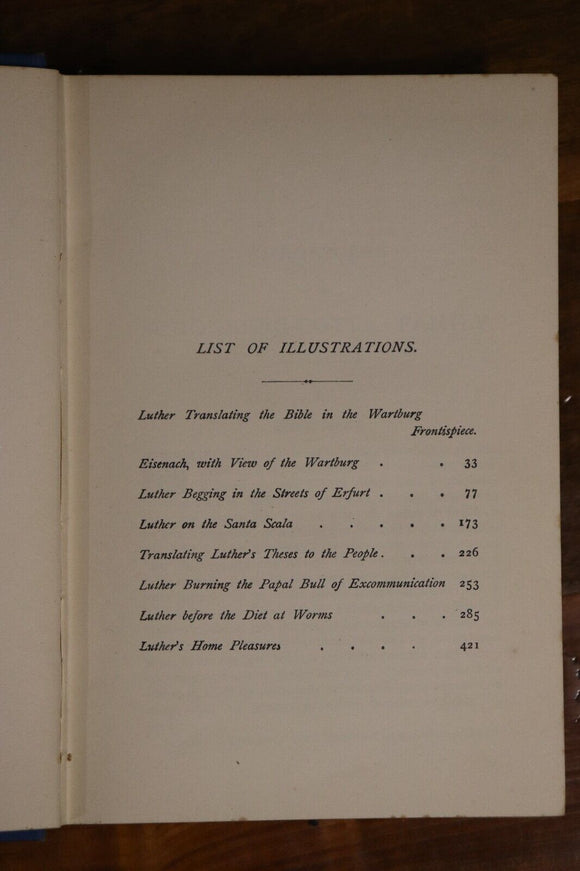 LIST OF ILLUSTRATIONS.
Luther Translating the Bible in the Wartburg
Frontispiece.
Eisenach, with View of the Wartburg . . 33
Luther Begging in the Streets of Erfurt . . . 77
Luther on the Santa Scala . . . . . 173
Translating Luther's Theses to the People . . . 226
Luther Burning the Papal Bull of Excommunication 253
Luther before the Diet at Worms . . . 285
Luther's Home Pleasures . . . . 421